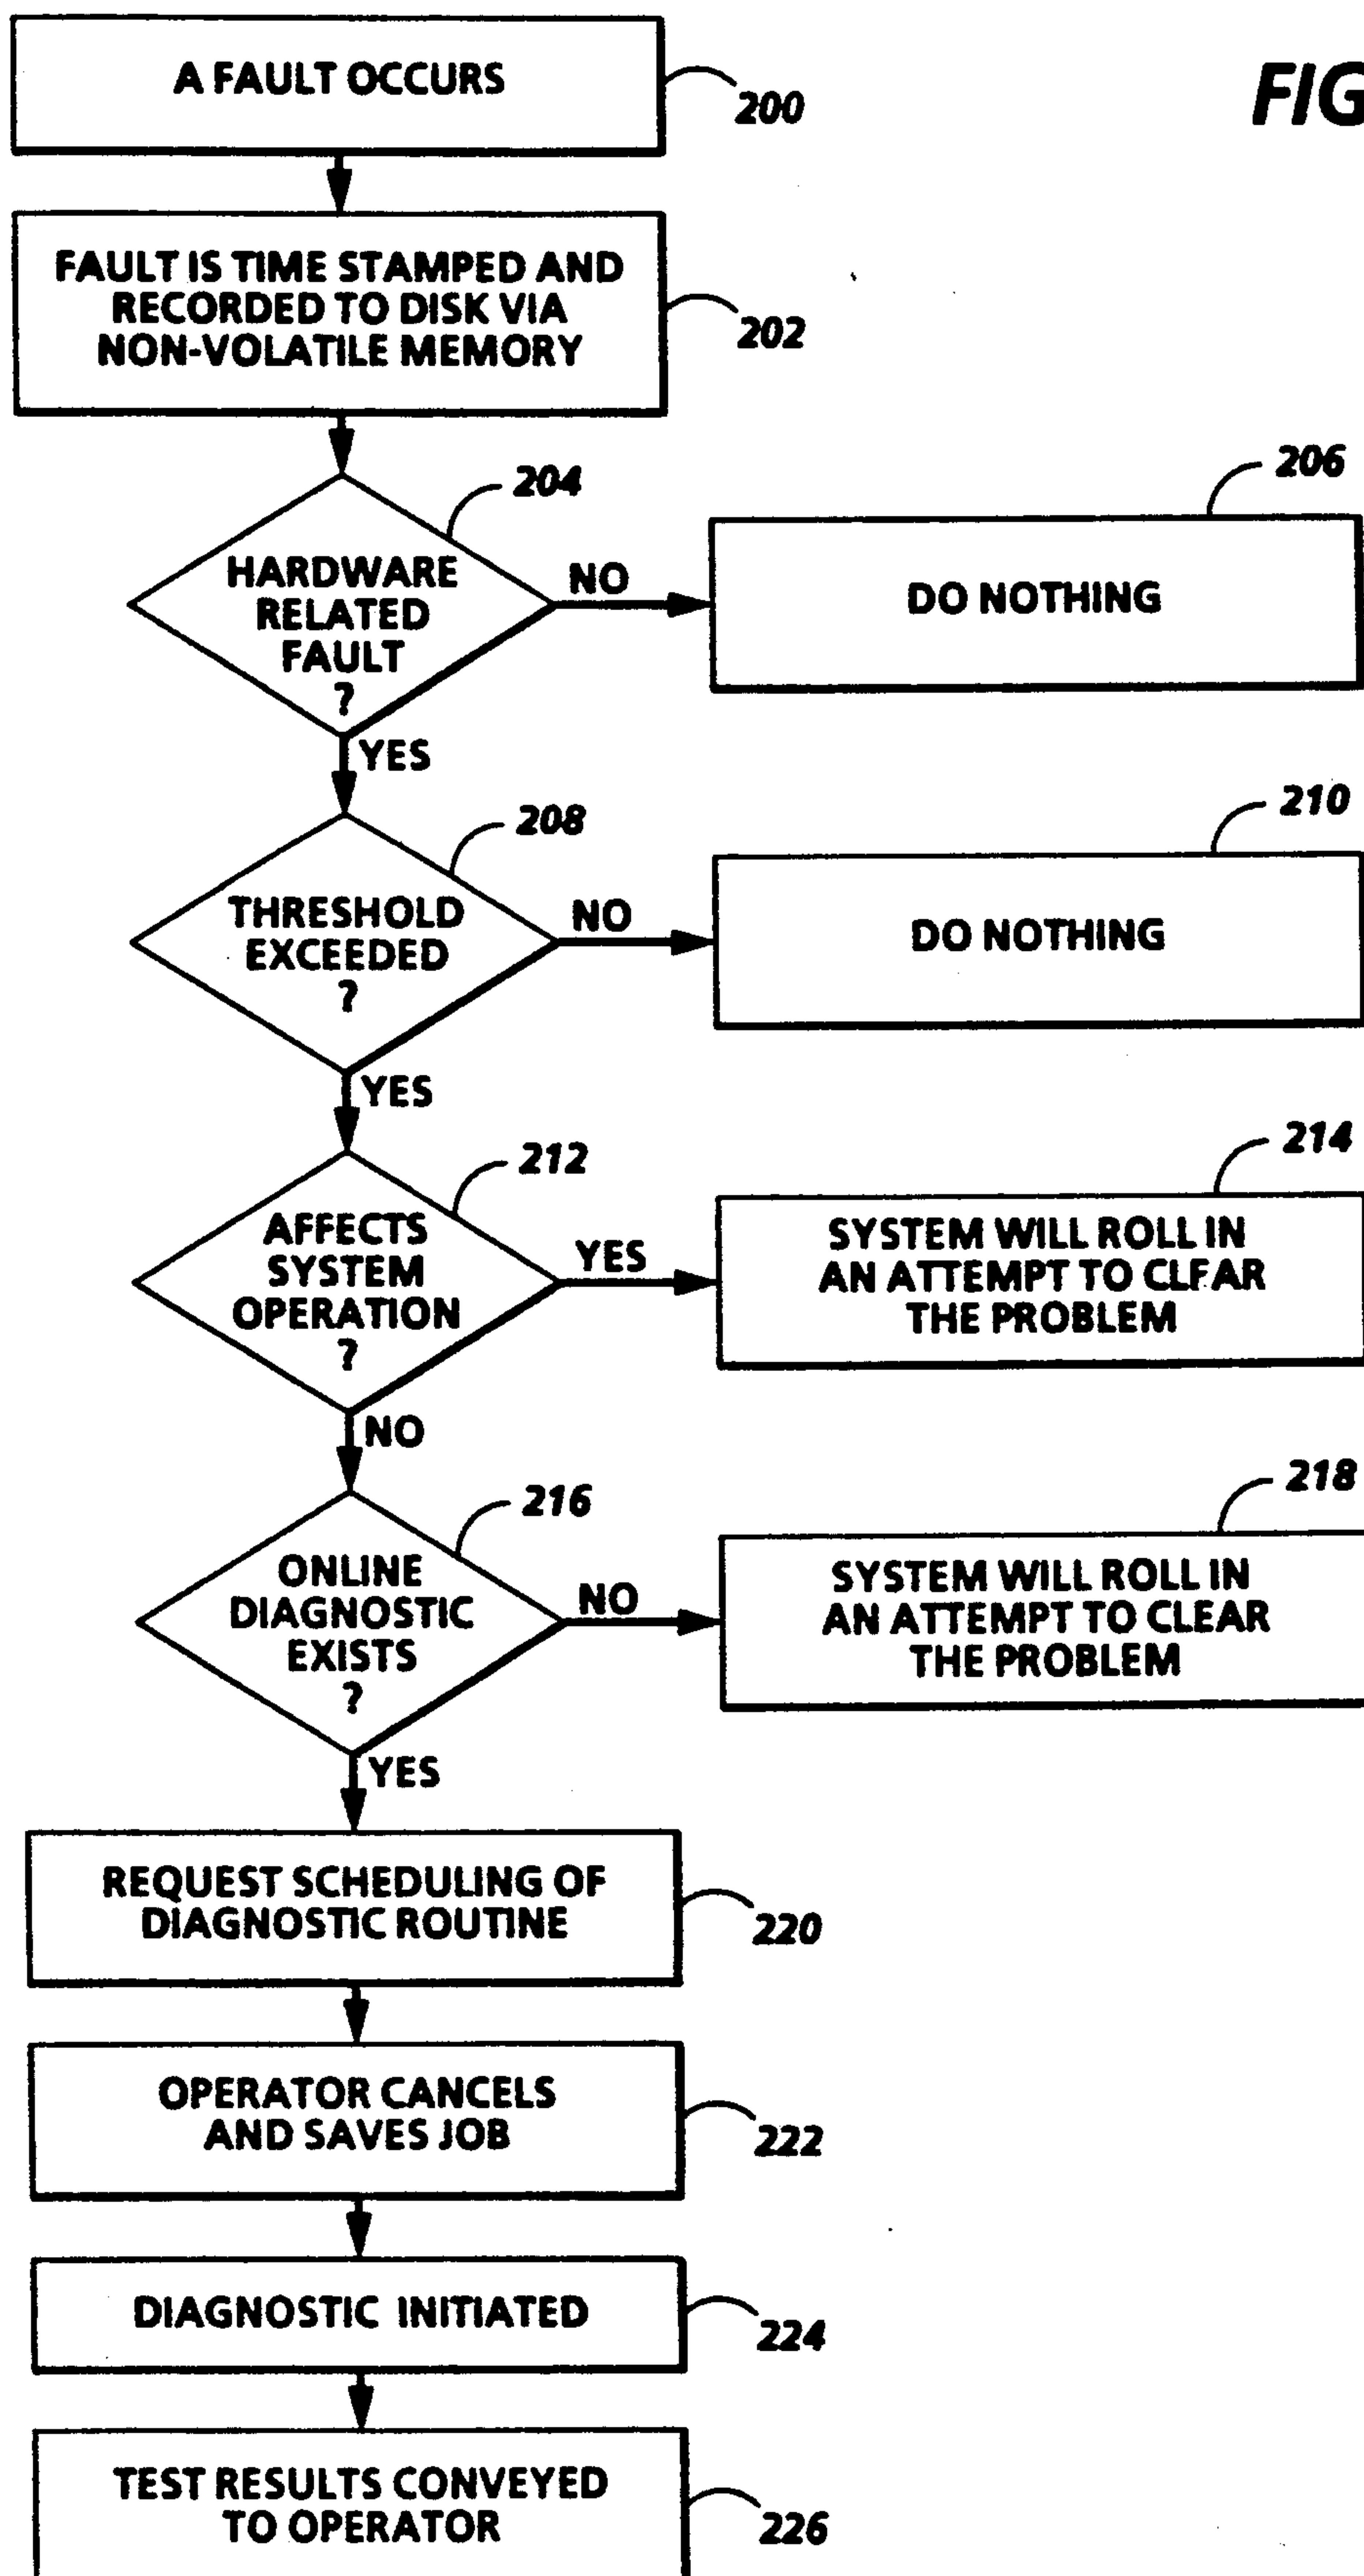 A FAULT OCCURS
200
FIG
FAULT IS TIME STAMPED AND
RECORDED TO DISK VIA
NON-VOLATILE MEMORY
202
204
HARDWARE
RELATED
FAULT
?
NO
206
DO NOTHING
YES
208
THRESHOLD
EXCEEDED
?
NO
210
DO NOTHING
YES
212
AFFECTS
SYSTEM
OPERATION
?
YES
214
SYSTEM WILL ROLL IN
AN ATTEMPT TO CLEAR
THE PROBLEM
NO
216
ONLINE
DIAGNOSTIC
EXISTS
?
NO
218
SYSTEM WILL ROLL IN
AN ATTEMPT TO CLEAR
THE PROBLEM
YES
REQUEST SCHEDULING OF
DIAGNOSTIC ROUTINE
220
OPERATOR CANCELS
AND SAVES JOB
222
DIAGNOSTIC INITIATED
224
TEST RESULTS CONVEYED
TO OPERATOR
226